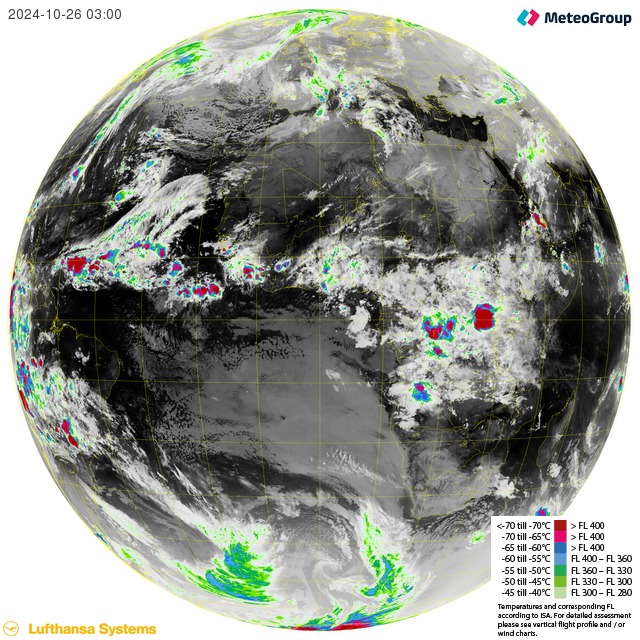 2024-10-26 03:00
MeteoGroup
<-70 till -70°C > FL 400
-70 till -65°C > FL 400
-65 till -60°C > FL 400
-60 till -55°C FL 400 – FL 360
-55 till -50°C FL 360 – FL 330
-50 till -45°C FL 330 – FL 300
-45 till -40°C FL 300 – FL 280
Temperatures and corresponding FL
according to ISA. For detailed assessment
please see vertical flight profile and / or
wind charts.
Lufthansa Systems